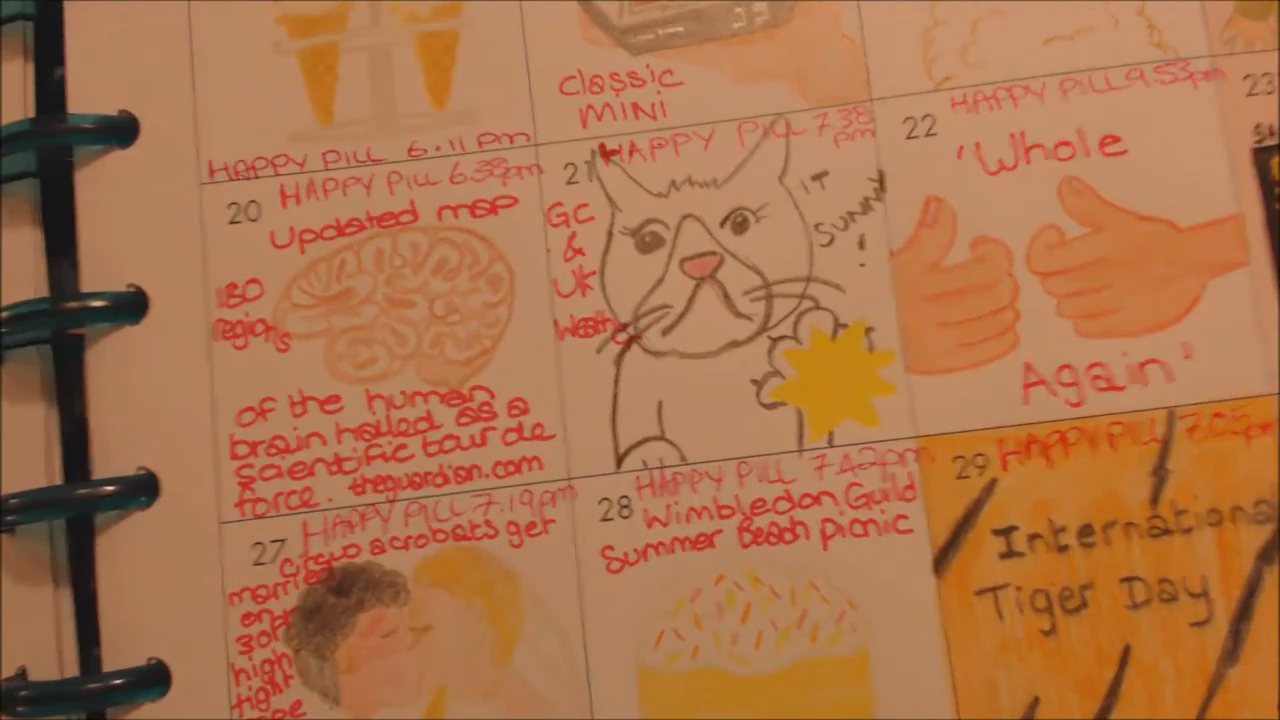 HAPPY PILL 6.11 pm
classic
MINI
20 HAPPY PILL 6.38pm
Updated map
180
regions
of the human
brain hailed as a
scientific tour de
force. theguardian.com
21 HAPPY PILL 7.38
pm
GC
&
UK
IT
SUNNY
!
22 HAPPY PILL 9.53pm
'Whole
Again'
23
27 HAPPY PILL 7.19pm
two acrobats get
high
tight
28 HAPPY PILL 7.42pm
Wimbledon Guild
Summer Beach picnic
29 HAPPY PILL 7.05pm
International
Tiger Day